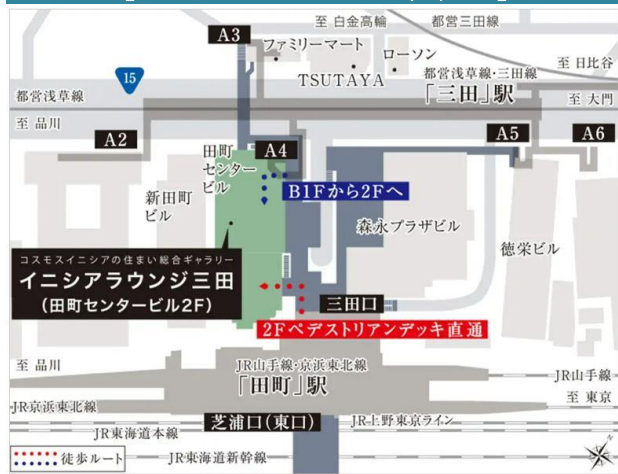 至 白金高輪
都営三田線
A3
ファミリーマート
ローソン
TSUTAYA
至 日比谷
15
都営浅草線・三田線
「三田」駅
都営浅草線
至 大門
至 品川
A2
A5
A6
田町
センター
ビル
A4
新田町
ビル
B1Fから2Fへ
森永プラザビル
徳栄ビル
コスモスイニシアの住まい総合ギャラリー
イニシアラウンジ三田
(田町センタービル2F)
三田口
2Fペデストリアンデッキ直通
至 品川
JR山手線・京浜東北線
「田町」駅
JR山手線
至 東京
JR京浜東北線
芝浦口(東口)
JR上野東京ライン
JR東海道本線
徒歩ルート
JR東海道新幹線